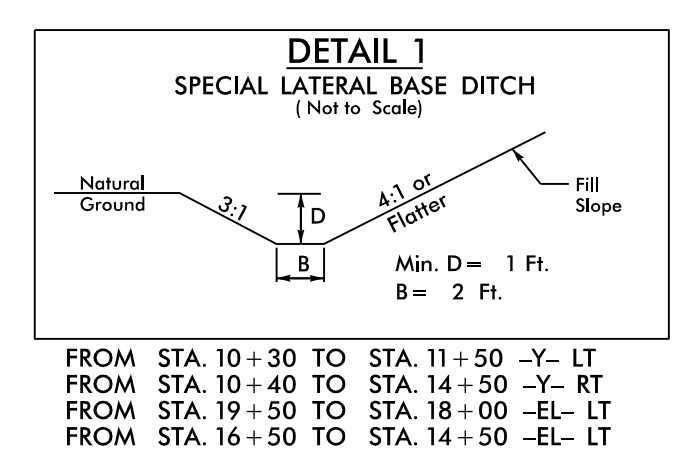 DETAIL 1
SPECIAL LATERAL BASE DITCH
( Not to Scale)
Natural
Ground
3:1
D
4:1 or
Flatter
Fill
Slope
B
Min. D = 1 Ft.
B = 2 Ft.
FROM STA. 10+30 TO STA. 11+50 -Y- LT
FROM STA. 10+40 TO STA. 14+50 -Y- RT
FROM STA. 19+50 TO STA. 18+00 -EL- LT
FROM STA. 16+50 TO STA. 14+50 -EL- LT